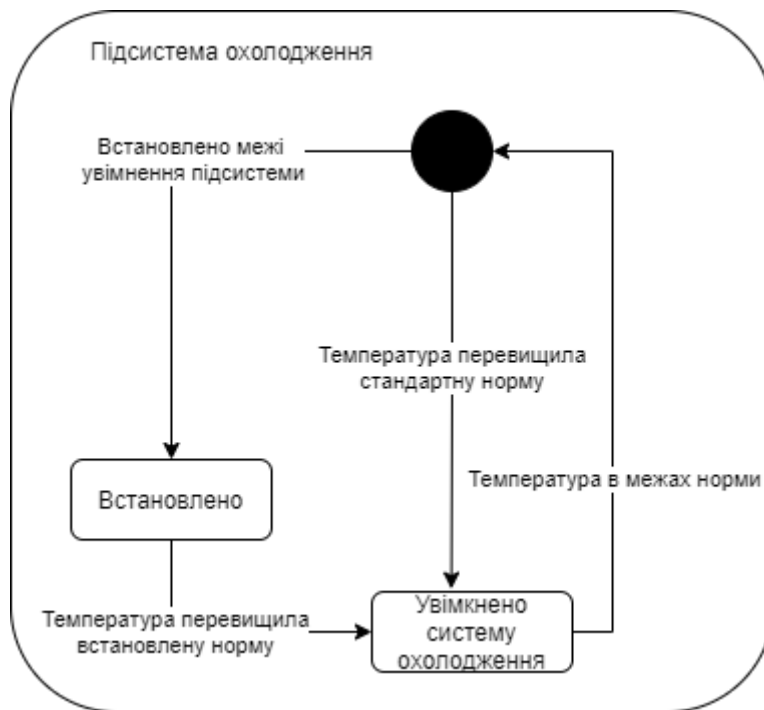 Підсистема охолодження
Встановлено межі
увімнення підсистеми
Температура перевищила
стандартну норму
Температура в межах норми
Встановлено
Температура перевищила
встановлену норму
Увімкнено
систему
охолодження